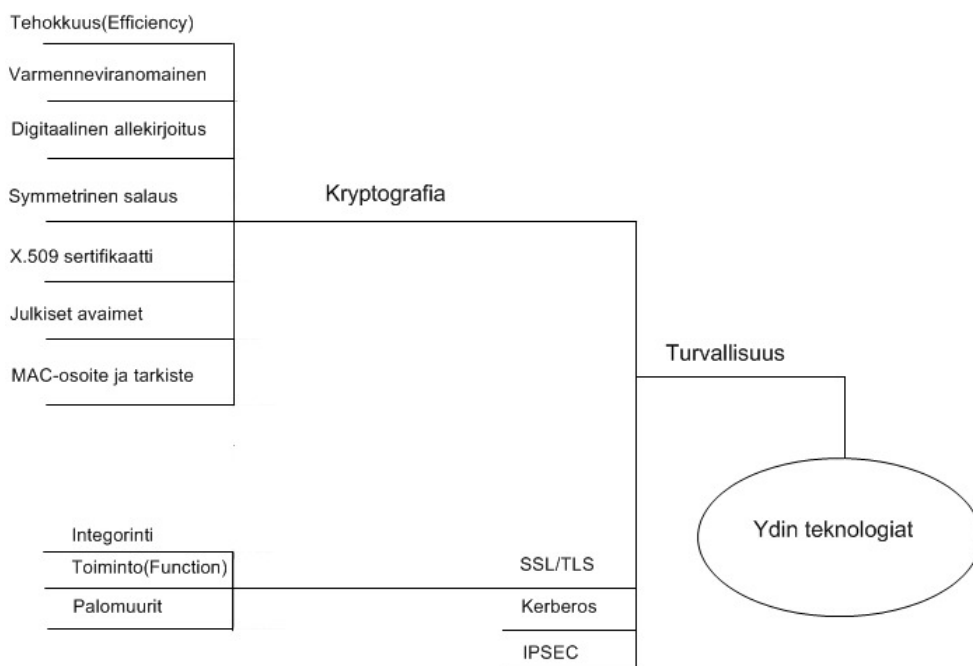 Tehokkuus(Efficiency)
Varmenneviranomainen
Digitaalinen allekirjoitus
Symmetrinen salaus
X.509 sertifikaatti
Julkiset avaimet
MAC-osoite ja tarkiste
Kryptografia
Turvallisuus
Ydin teknologiat
Integorinti
Toiminto(Function)
Palomuurit
SSL/TLS
Kerberos
IPSEC